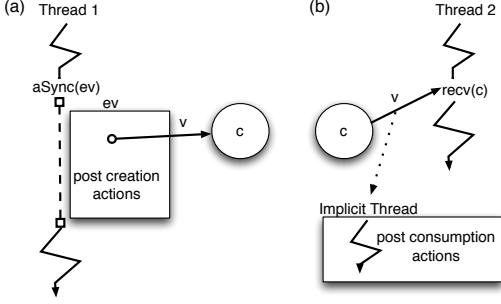 (a)
Thread 1
aSync(ev)
ev
v
c
post creation
actions
(b)
Thread 2
v
recv(c)
c
Implicit Thread
post consumption
actions